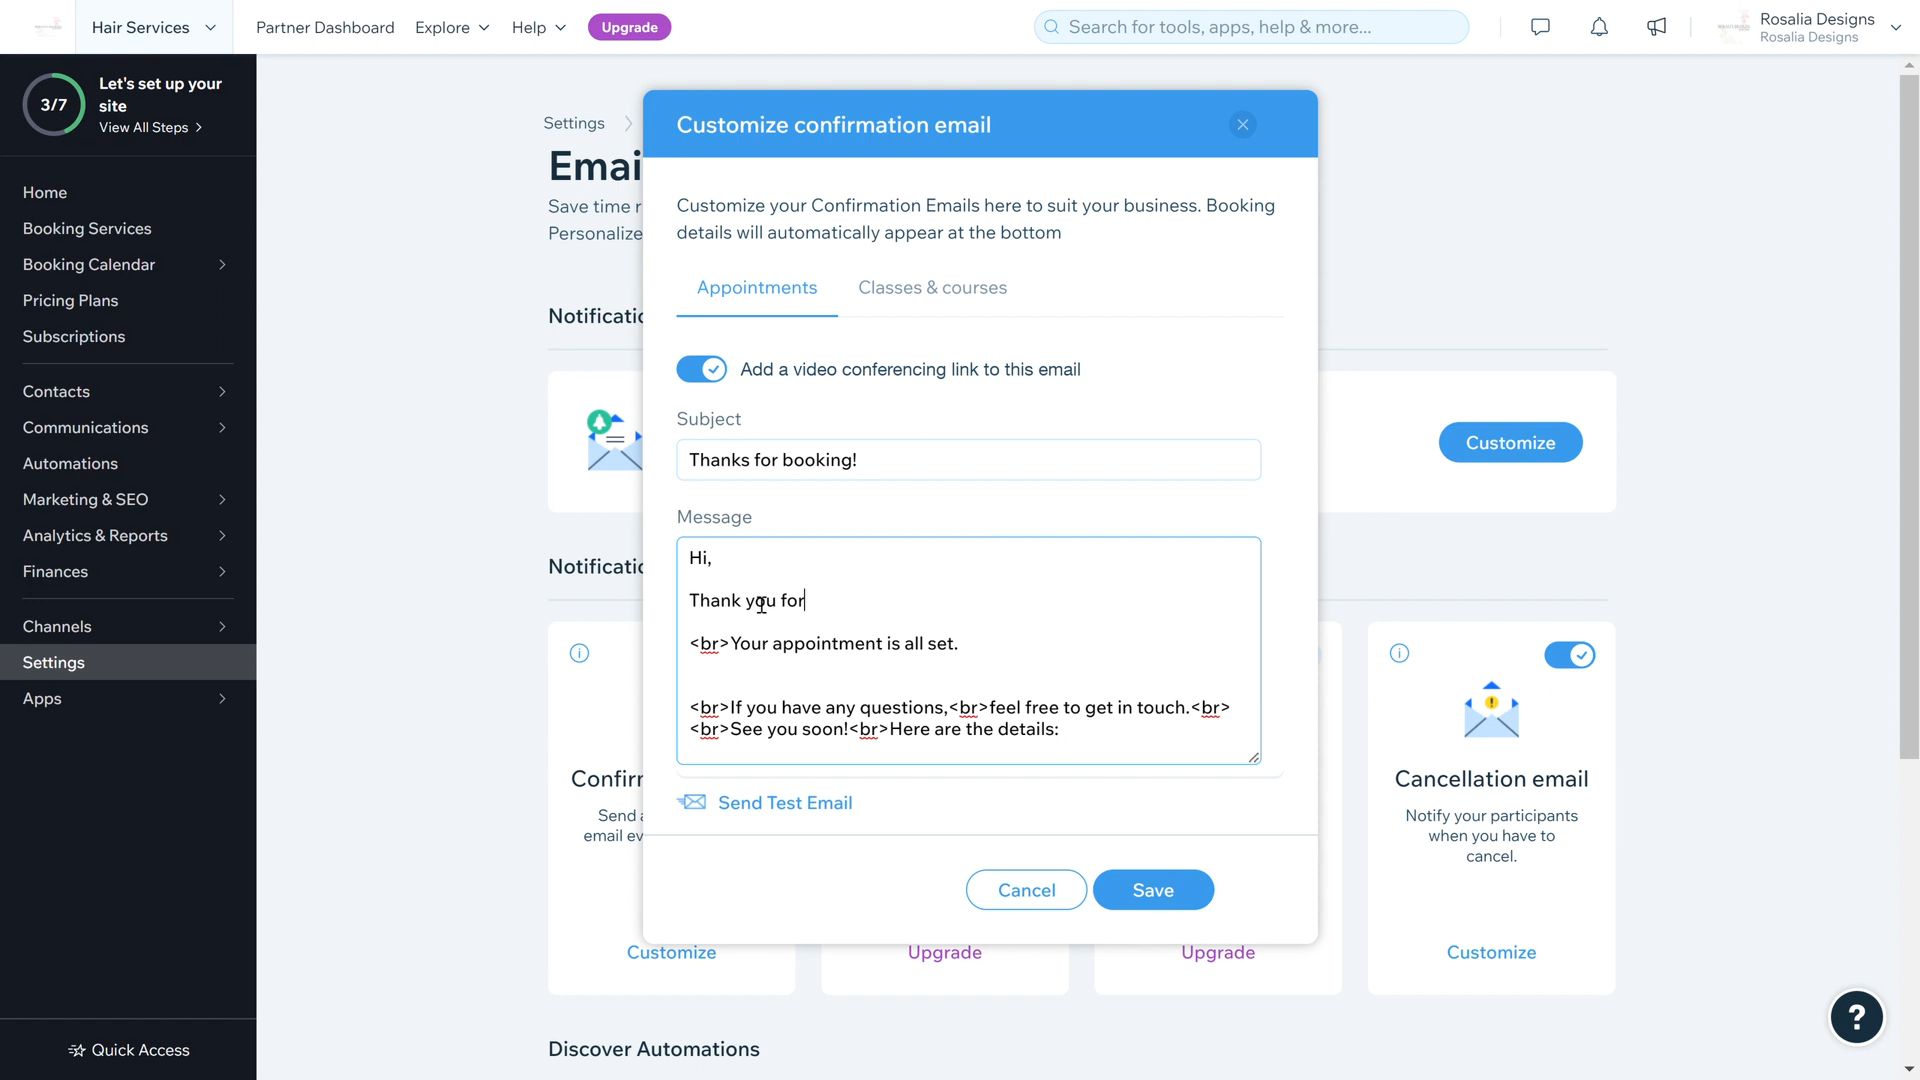 Hair Services
Partner Dashboard
Explore
Help
Upgrade
Search for tools, apps, help & more...
Rosalia Designs
Rosalia Designs
3/7
Let's set up your
site
View All Steps
Home
Booking Services
Booking Calendar
Pricing Plans
Subscriptions
Contacts
Communications
Automations
Marketing & SEO
Analytics & Reports
Finances
Channels
Settings
Apps
Quick Access
Settings
Emai
Save time r
Personalize
Notificatio
Customize
Notificatio
Confirr
Send a
email ev
Customize
Upgrade
Upgrade
Cancellation email
Notify your participants
when you have to
cancel.
Customize
Discover Automations
Customize confirmation email
Customize your Confirmation Emails here to suit your business. Booking
details will automatically appear at the bottom
Appointments
Classes & courses
Add a video conferencing link to this email
Subject
Thanks for booking!
Message
Hi,
Thank you for
<br>Your appointment is all set.
<br>If you have any questions,<br>feel free to get in touch.<br>
<br>See you soon!<br>Here are the details:
Send Test Email
Cancel
Save
?